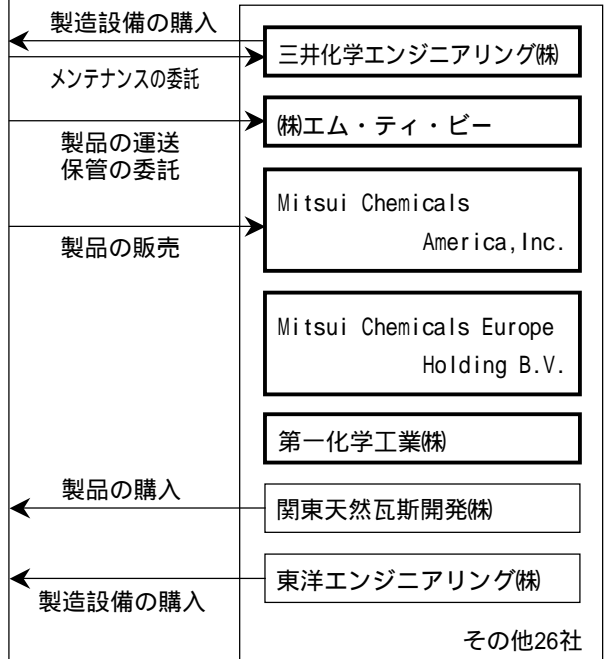 製造設備の購入
三井化学エンジニアリング㈱
メンテナンスの委託
㈱エム・ティ・ビー
製品の運送
保管の委託
Mitsui Chemicals
America,Inc.
製品の販売
Mitsui Chemicals Europe
Holding B.V.
第一化学工業㈱
製品の購入
関東天然瓦斯開発㈱
東洋エンジニアリング㈱
製造設備の購入
その他26社